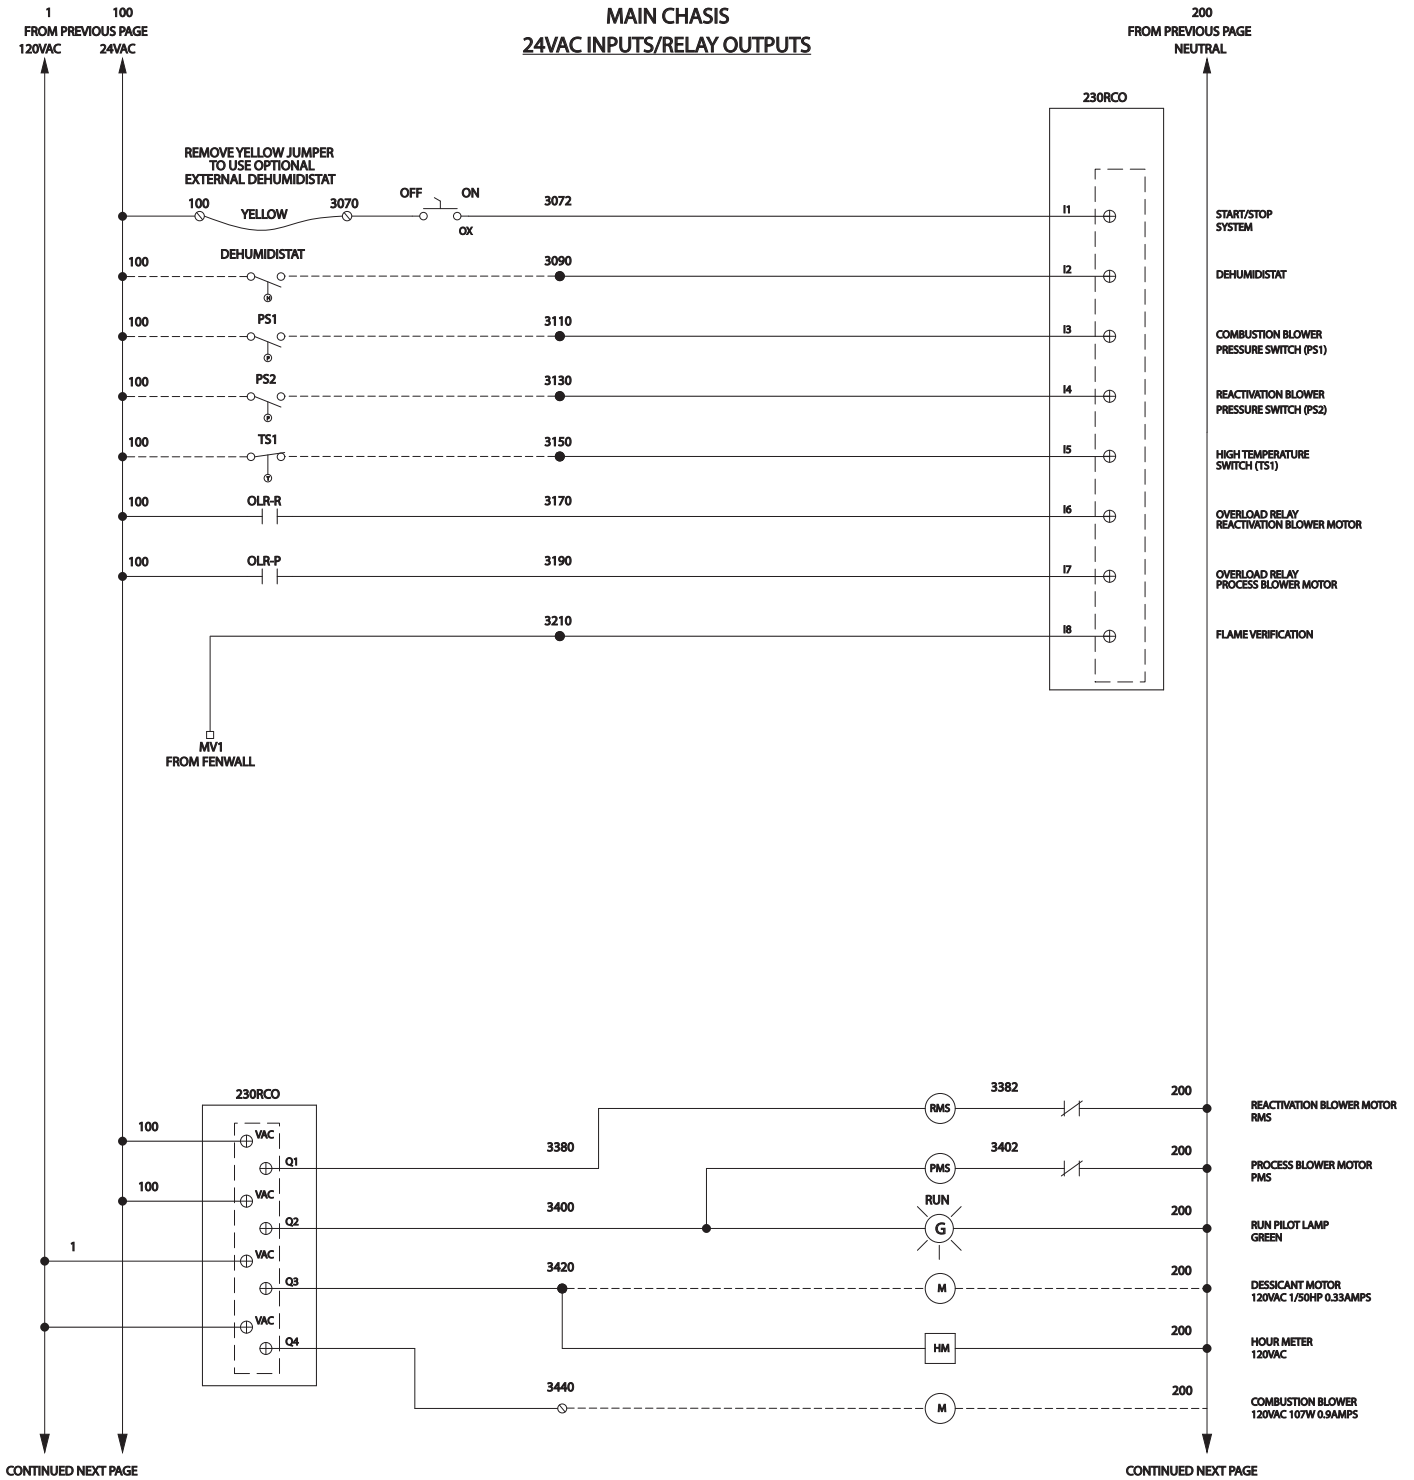 1 100
FROM PREVIOUS PAGE
120VAC 24VAC
MAIN CHASIS
24VAC INPUTS/RELAY OUTPUTS
200
FROM PREVIOUS PAGE
NEUTRAL
230RCO
REMOVE YELLOW JUMPER
TO USE OPTIONAL
EXTERNAL DEHUMIDISTAT
100 YELLOW 3070 OFF ON 3072 I1
OX
START/STOP
SYSTEM
DEHUMIDISTAT
100 3090 I2 DEHUMIDISTAT
H
PS1
100 3110 I3
P
COMBUSTION BLOWER
PRESSURE SWITCH (PS1)
PS2
100 3130 I4
P
REACTIVATION BLOWER
PRESSURE SWITCH (PS2)
TS1
100 3150 I5
T
HIGH TEMPERATURE
SWITCH (TS1)
100 OLR-R 3170 I6
OVERLOAD RELAY
REACTIVATION BLOWER MOTOR
100 OLR-P 3190 I7
OVERLOAD RELAY
PROCESS BLOWER MOTOR
3210 I8 FLAME VERIFICATION
MV1
FROM FENWALL
230RCO
100 VAC
Q1 3380 RMS 3382 200
REACTIVATION BLOWER MOTOR
RMS
100 VAC
PMS 3402 200
PROCESS BLOWER MOTOR
PMS
Q2 3400 RUN
G 200
RUN PILOT LAMP
GREEN
1 VAC
Q3 3420 M 200
DESSICANT MOTOR
120VAC 1/50HP 0.33AMPS
VAC
HM 200
HOUR METER
120VAC
Q4 3440 M 200
COMBUSTION BLOWER
120VAC 107W 0.9AMPS
CONTINUED NEXT PAGE
CONTINUED NEXT PAGE